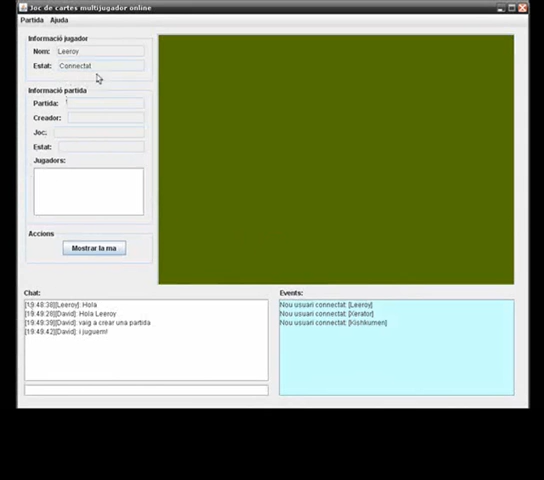 Joc de cartes multijugador online
Partida Ajuda
Informació jugador
Nom: Leeroy
Estat: Connectat
Informació partida
Partida:
Creador:
Joc:
Estat:
Jugadors:
Accions
Mostrar la ma
Chat:
[19:48:38][Leeroy]: Hola
[19:49:28][David]: Hola Leeroy
[19:49:39][David]: vaig a crear una partida
[19:49:42][David]: i juguem!
Events:
Nou usuari connectat: [Leeroy]
Nou usuari connectat: [Xerator]
Nou usuari connectat: [Kishkumen]